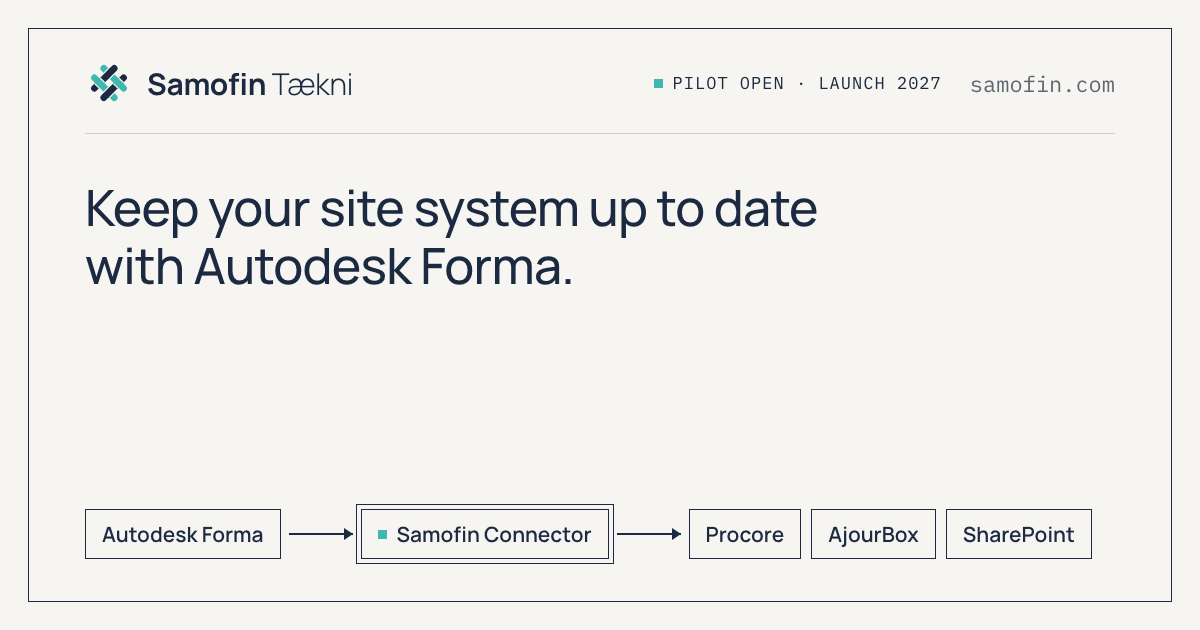 Samofin Tækni
PILOT OPEN · LAUNCH 2027
samofin.com
Keep your site system up to date
with Autodesk Forma.
Autodesk Forma
Samofin Connector
Procore
AjourBox
SharePoint